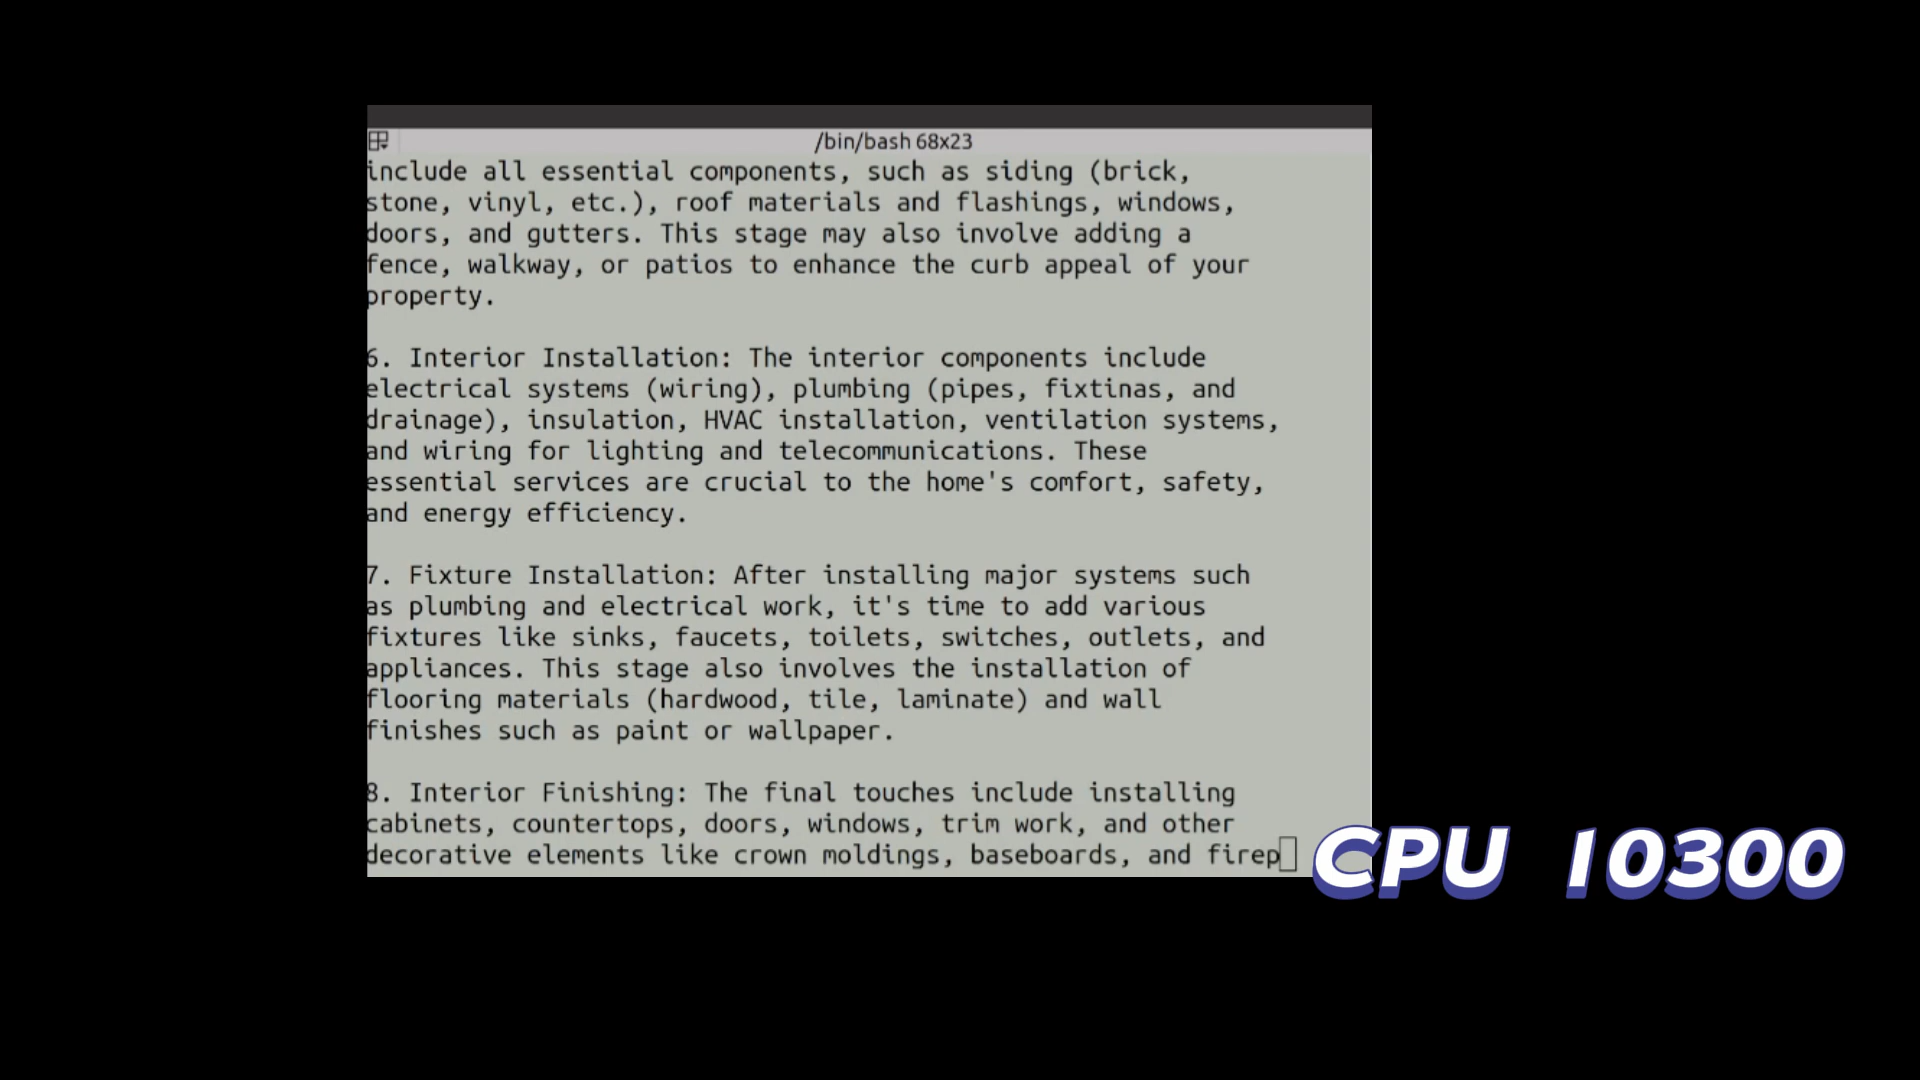 /bin/bash 68x23
include all essential components, such as siding (brick,
stone, vinyl, etc.), roof materials and flashings, windows,
doors, and gutters. This stage may also involve adding a
fence, walkway, or patios to enhance the curb appeal of your
property.
6. Interior Installation: The interior components include
electrical systems (wiring), plumbing (pipes, fixtinas, and
drainage), insulation, HVAC installation, ventilation systems,
and wiring for lighting and telecommunications. These
essential services are crucial to the home's comfort, safety,
and energy efficiency.
7. Fixture Installation: After installing major systems such
as plumbing and electrical work, it's time to add various
fixtures like sinks, faucets, toilets, switches, outlets, and
appliances. This stage also involves the installation of
flooring materials (hardwood, tile, laminate) and wall
finishes such as paint or wallpaper.
8. Interior Finishing: The final touches include installing
cabinets, countertops, doors, windows, trim work, and other
decorative elements like crown moldings, baseboards, and firep
CPU 10300